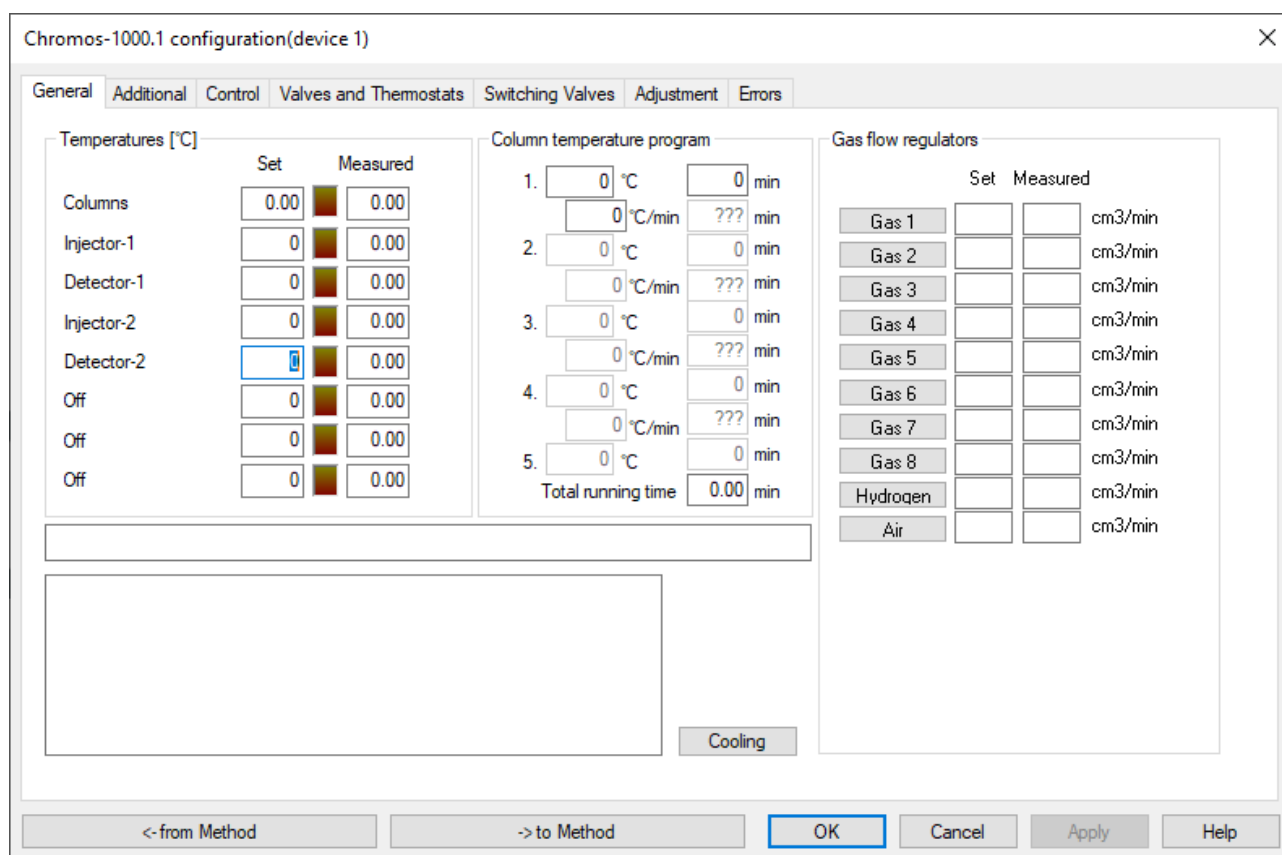 Chromos-1000.1 configuration(device 1)
General Additional Control Valves and Thermostats Switching Valves Adjustment Errors
Temperatures [°C]
Set Measured
Columns 0.00 0.00
Injector-1 0 0.00
Detector-1 0 0.00
Injector-2 0 0.00
Detector-2 0 0.00
Off 0 0.00
Off 0 0.00
Off 0 0.00
Column temperature program
1. 0 °C 0 min
0 °C/min ??? min
2. 0 °C 0 min
0 °C/min ??? min
3. 0 °C 0 min
0 °C/min ??? min
4. 0 °C 0 min
0 °C/min ??? min
5. 0 °C 0 min
Total running time 0.00 min
Gas flow regulators
Set Measured
Gas 1 cm3/min
Gas 2 cm3/min
Gas 3 cm3/min
Gas 4 cm3/min
Gas 5 cm3/min
Gas 6 cm3/min
Gas 7 cm3/min
Gas 8 cm3/min
Hydrogen cm3/min
Air cm3/min
Cooling
<- from Method -> to Method OK Cancel Apply Help